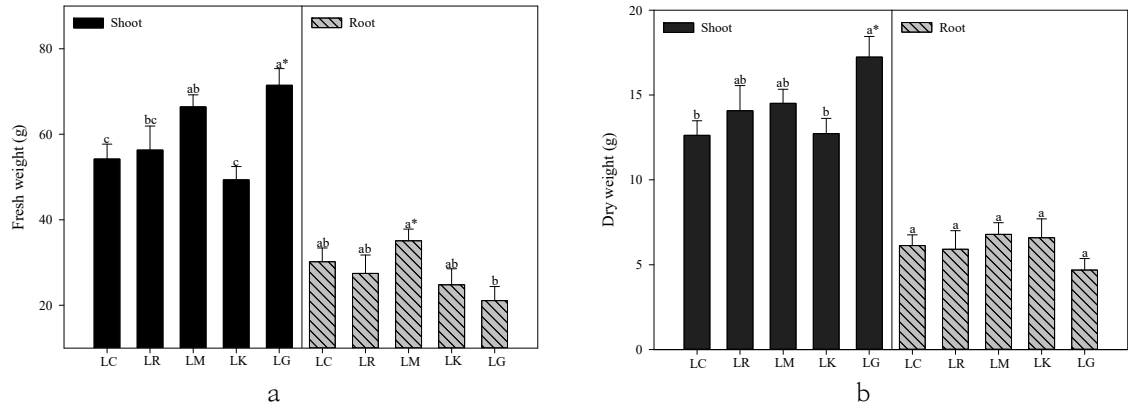 Shoot
Root
80
60
40
20
Fresh weight (g)
c
bc
ab
c
a*
ab
ab
a*
ab
b
LC LR LM LK LG LC LR LM LK LG
a
Shoot
Root
20
15
10
5
0
Dry weight (g)
b
ab
ab
b
a*
a
a
a
a
a
LC LR LM LK LG LC LR LM LK LG
b